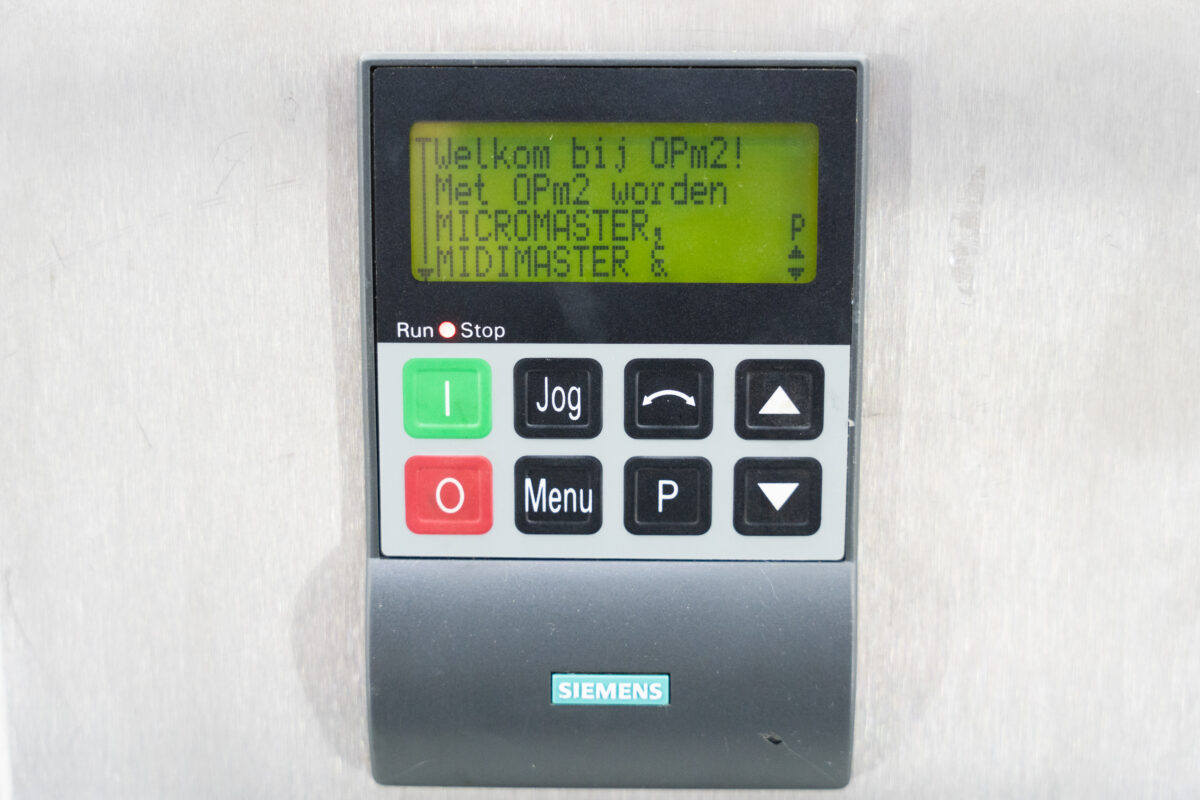 Welkom bij OPm2!
Met OPm2 worden
MICROMASTER, P
MIDIMASTER &
Run Stop
I Jog
O Menu P
SIEMENS